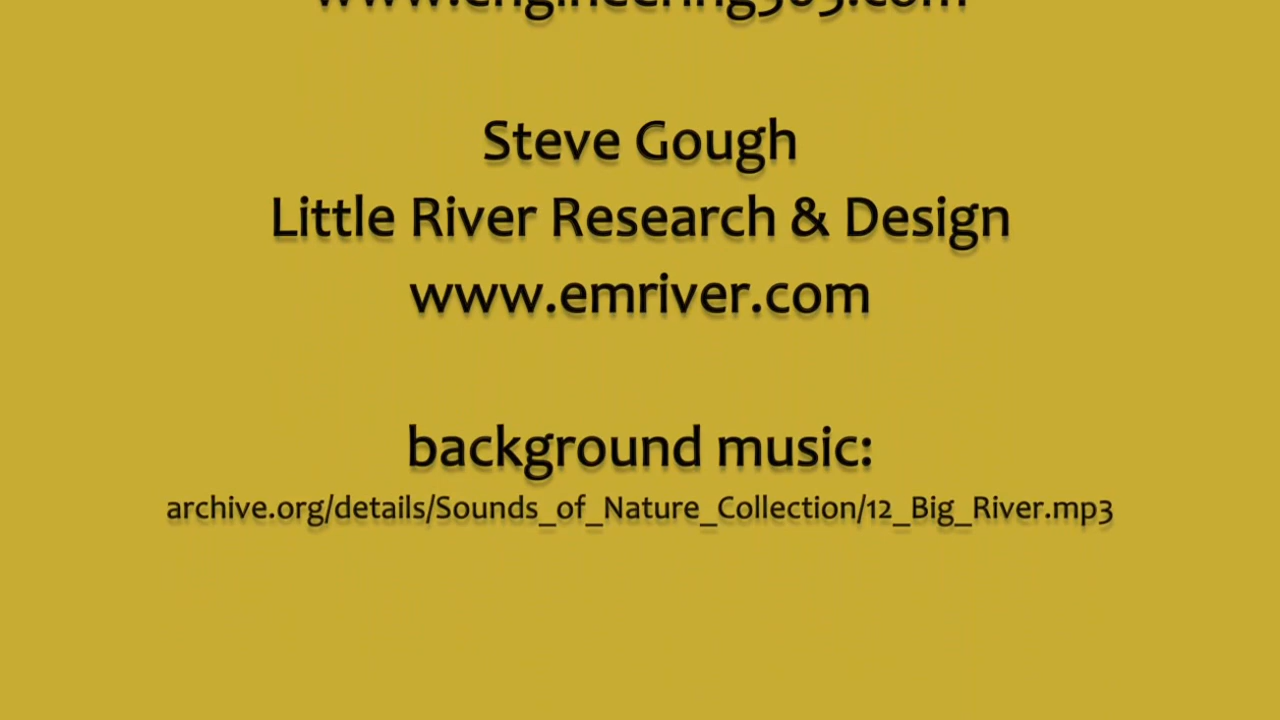 Steve Gough
Little River Research & Design
www.emriver.com
background music:
archive.org/details/Sounds_of_Nature_Collection/12_Big_River.mp3